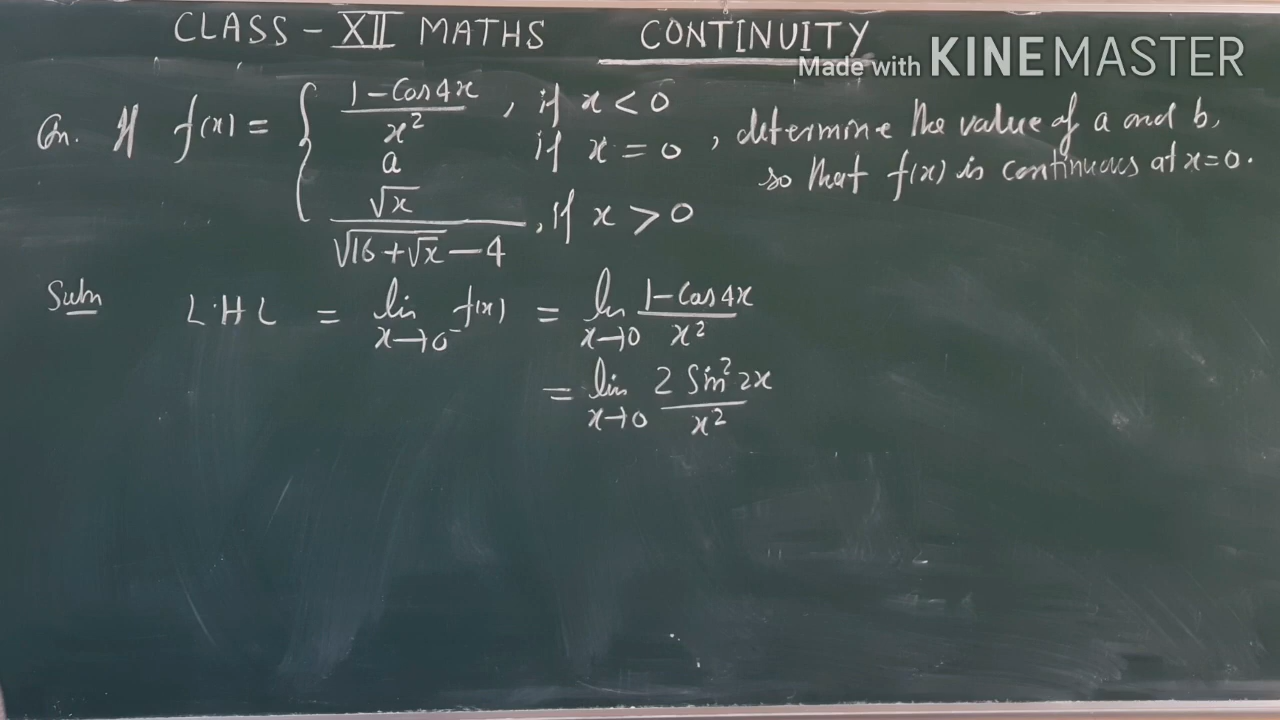 CLASS - XII MATHS CONTINUITY
Made with KINEMASTER
Qn. If f(x) = { 1-Cos4x / x² , if x < 0
a if x = 0 , determine the value of a and b,
so that f(x) is continuous at x=0.
√x / √16+√x - 4 , if x > 0
Soln L.H.L = lim x→0⁻ f(x) = lim x→0 1-Cos4x / x²
= lim x→0 2 Sin²2x / x²